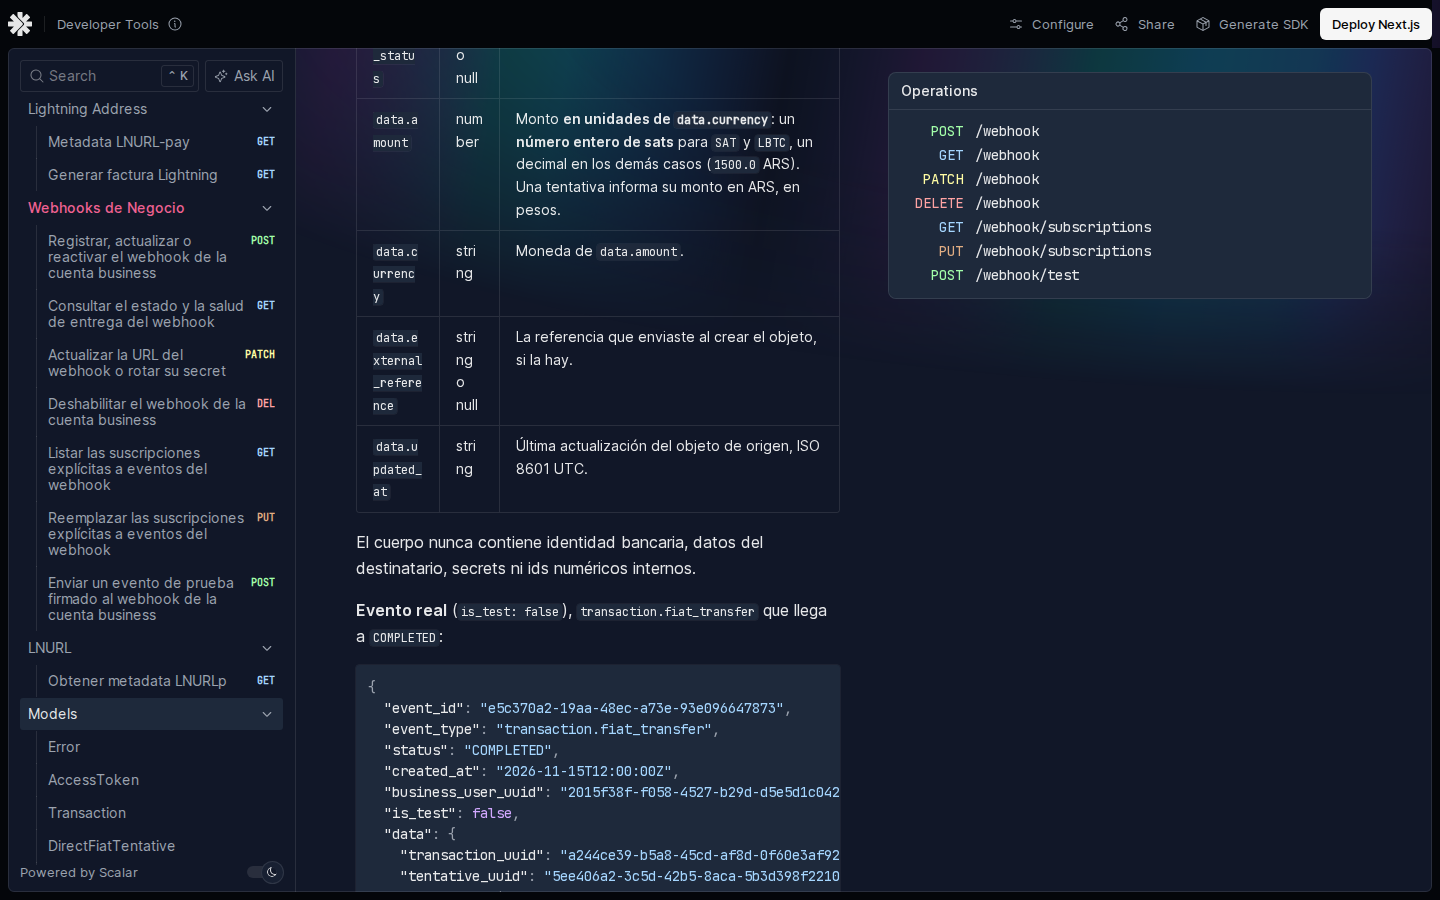 Developer Tools
Configure
Share
Generate SDK
Deploy Next.js
Search
⌃ K
Ask AI
Lightning Address
Metadata LNURL-pay GET
Generar factura Lightning GET
Webhooks de Negocio
Registrar, actualizar o POST
reactivar el webhook de la
cuenta business
Consultar el estado y la salud GET
de entrega del webhook
Actualizar la URL del PATCH
webhook o rotar su secret
Deshabilitar el webhook de la DEL
cuenta business
Listar las suscripciones GET
explícitas a eventos del
webhook
Reemplazar las suscripciones PUT
explícitas a eventos del
webhook
Enviar un evento de prueba POST
firmado al webhook de la
cuenta business
LNURL
Obtener metadata LNURLp GET
Models
Error
AccessToken
Transaction
DirectFiatTentative
Powered by Scalar
_statu
s
o
null
data.a
mount
num
ber
Monto en unidades de data.currency: un
número entero de sats para SAT y LBTC, un
decimal en los demás casos (1500.0 ARS).
Una tentativa informa su monto en ARS, en
pesos.
data.c
urrenc
y
stri
ng
Moneda de data.amount.
data.e
xternal
_refere
nce
stri
ng
o
null
La referencia que enviaste al crear el objeto,
si la hay.
data.u
pdated_
at
stri
ng
Última actualización del objeto de origen, ISO
8601 UTC.
El cuerpo nunca contiene identidad bancaria, datos del
destinatario, secrets ni ids numéricos internos.
Evento real (is_test: false), transaction.fiat_transfer que llega
a COMPLETED:
{
"event_id": "e5c370a2-19aa-48ec-a73e-93e096647873",
"event_type": "transaction.fiat_transfer",
"status": "COMPLETED",
"created_at": "2026-11-15T12:00:00Z",
"business_user_uuid": "2015f38f-f058-4527-b29d-d5e5d1c042
"is_test": false,
"data": {
"transaction_uuid": "a244ce39-b5a8-45cd-af8d-0f60e3af92
"tentative_uuid": "5ee406a2-3c5d-42b5-8aca-5b3d398f2210
Operations
POST /webhook
GET /webhook
PATCH /webhook
DELETE /webhook
GET /webhook/subscriptions
PUT /webhook/subscriptions
POST /webhook/test